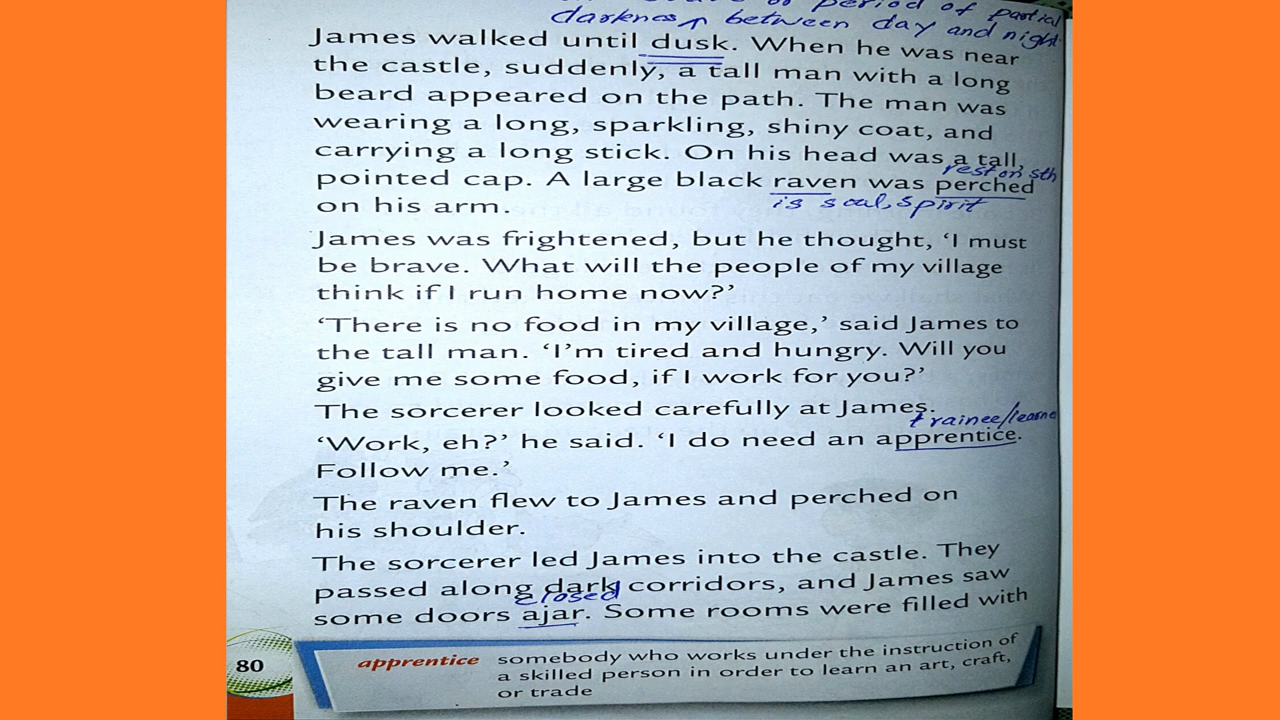 period of partial
darkness between day and night
James walked until dusk. When he was near
the castle, suddenly, a tall man with a long
beard appeared on the path. The man was
wearing a long, sparkling, shiny coat, and
carrying a long stick. On his head was a tall,
rest on sth
pointed cap. A large black raven was perched
is soul, spirit
on his arm.
James was frightened, but he thought, ‘I must
be brave. What will the people of my village
think if I run home now?’
‘There is no food in my village,’ said James to
the tall man. ‘I’m tired and hungry. Will you
give me some food, if I work for you?’
The sorcerer looked carefully at James.
trainee/learne
‘Work, eh?’ he said. ‘I do need an apprentice.
Follow me.’
The raven flew to James and perched on
his shoulder.
The sorcerer led James into the castle. They
passed along dark corridors, and James saw
closed
some doors ajar. Some rooms were filled with
80
apprentice somebody who works under the instruction of
a skilled person in order to learn an art, craft,
or trade